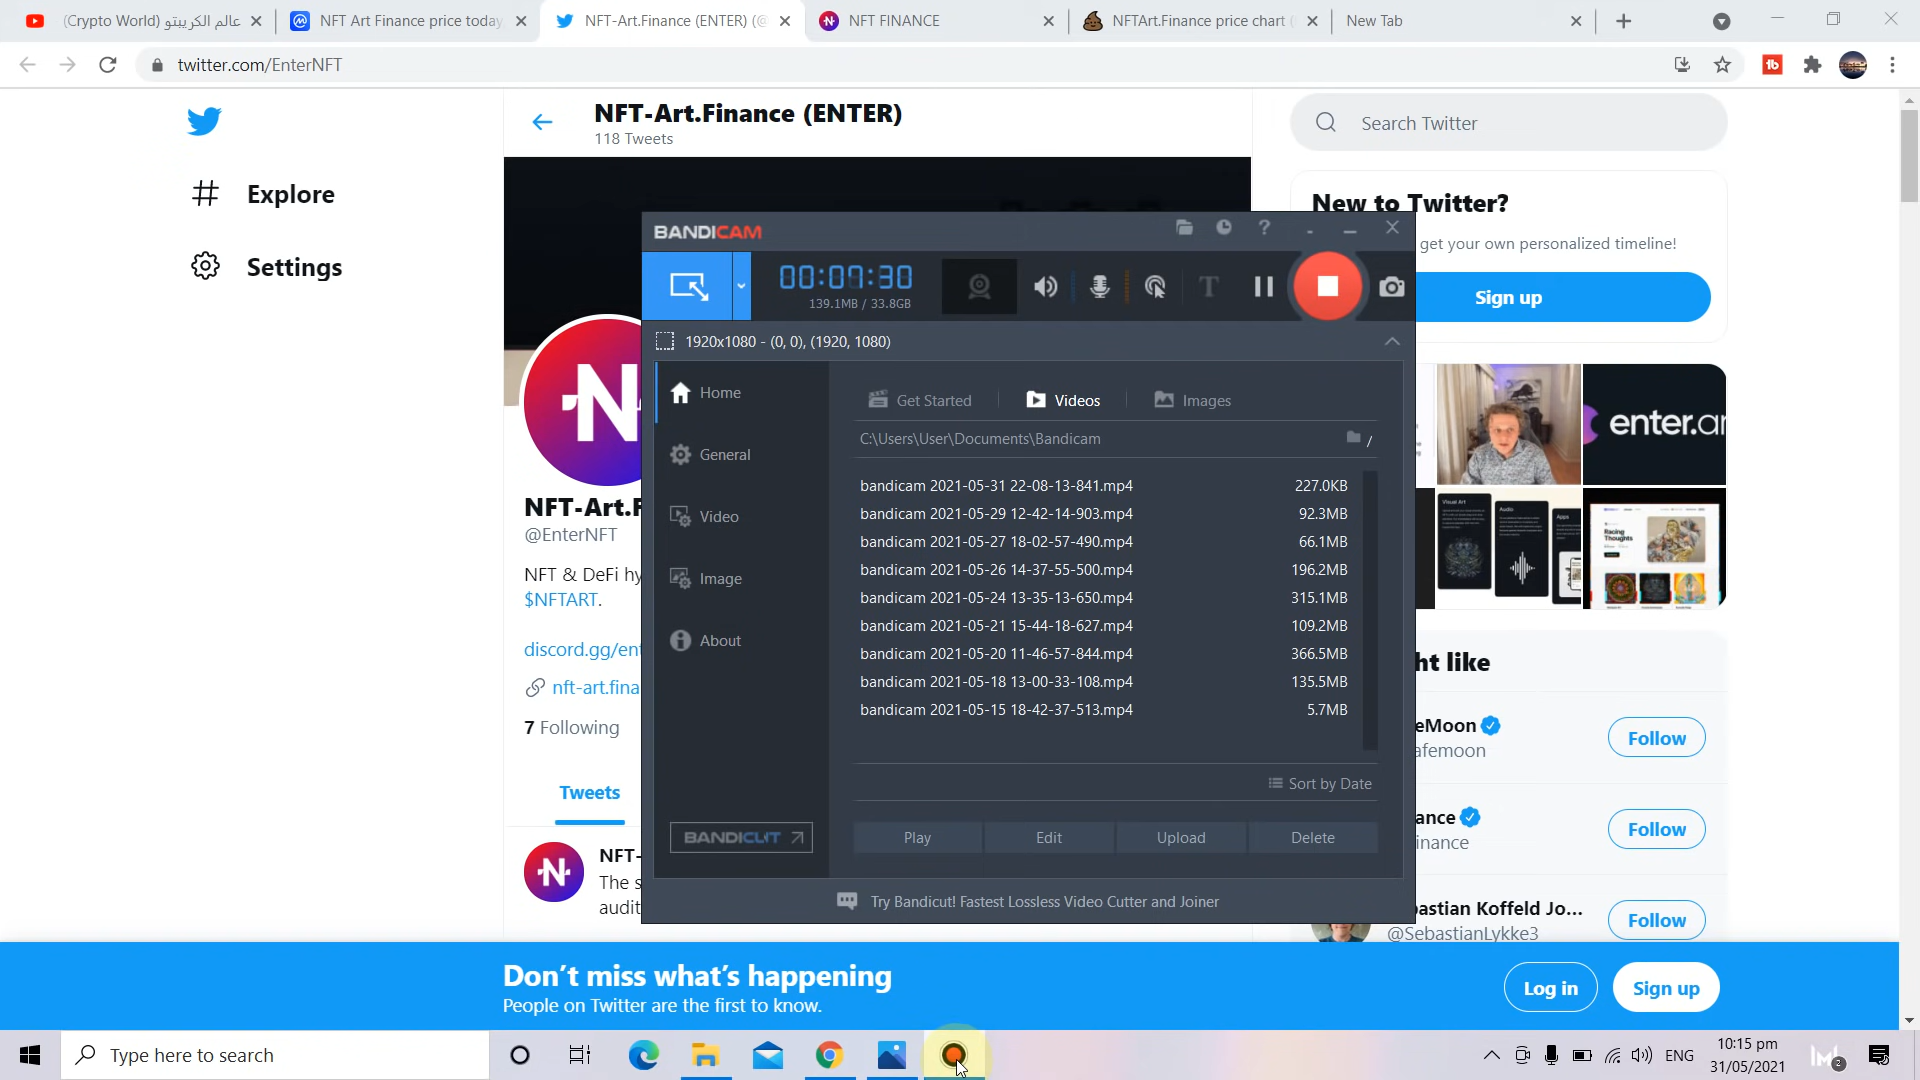 عالم الكريبتو (Crypto World)
NFT Art Finance price today,
NFT-Art.Finance (ENTER) (@
NFT FINANCE
NFTArt.Finance price chart (
New Tab
twitter.com/EnterNFT
NFT-Art.Finance (ENTER)
118 Tweets
Search Twitter
Explore
Settings
New to Twitter?
get your own personalized timeline!
Sign up
BANDICAM
00:07:30
139.1MB / 33.8GB
1920x1080 - (0, 0), (1920, 1080)
Home
General
Video
Image
About
Get Started
Videos
Images
C:\Users\User\Documents\Bandicam
bandicam 2021-05-31 22-08-13-841.mp4 227.0KB
bandicam 2021-05-29 12-42-14-903.mp4 92.3MB
bandicam 2021-05-27 18-02-57-490.mp4 66.1MB
bandicam 2021-05-26 14-37-55-500.mp4 196.2MB
bandicam 2021-05-24 13-35-13-650.mp4 315.1MB
bandicam 2021-05-21 15-44-18-627.mp4 109.2MB
bandicam 2021-05-20 11-46-57-844.mp4 366.5MB
bandicam 2021-05-18 13-00-33-108.mp4 135.5MB
bandicam 2021-05-15 18-42-37-513.mp4 5.7MB
Sort by Date
Play
Edit
Upload
Delete
BANDICUT
Try Bandicut! Fastest Lossless Video Cutter and Joiner
NFT-Art.F
@EnterNFT
NFT & DeFi hy
$NFTART.
discord.gg/ent
nft-art.fina
7 Following
Tweets
NFT-
The s
audit
enter.ar
Visual Art
Audio
Apps
Racing
Thoughts
ht like
eMoon
afemoon
Follow
ance
inance
Follow
bastian Koffeld Jo...
@SebastianLykke3
Follow
Don't miss what's happening
People on Twitter are the first to know.
Log in
Sign up
Type here to search
ENG
10:15 pm
31/05/2021
2